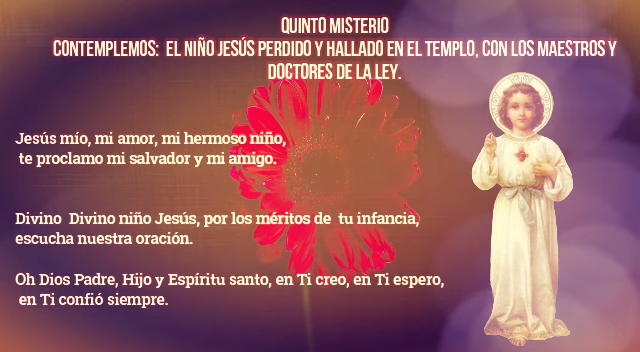 QUINTO MISTERIO
CONTEMPLEMOS: EL NIÑO JESÚS PERDIDO Y HALLADO EN EL TEMPLO, CON LOS MAESTROS Y
DOCTORES DE LA LEY.
Jesús mío, mi amor, mi hermoso niño,
te proclamo mi salvador y mi amigo.
Divino Divino niño Jesús, por los méritos de tu infancia,
escucha nuestra oración.
Oh Dios Padre, Hijo y Espíritu santo, en Ti creo, en Ti espero,
en Ti confió siempre.